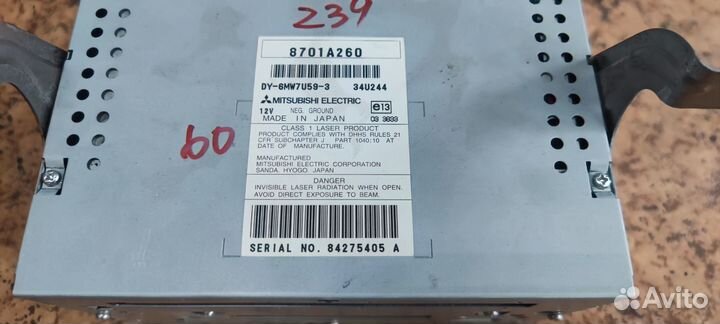 239
8701A260
DY-6MW7U59-3 34U244
MITSUBISHI ELECTRIC e13
12V NEG. GROUND
MADE IN JAPAN 03 3639
CLASS 1 LASER PRODUCT
PRODUCT COMPLIES WITH DHHS RULES 21
CFR SUBCHAPTER J PART 1040:10 AT
DATE OF MANUFACTURE.
MANUFACTURED
MITSUBISHI ELECTRIC CORPORATION
SANDA, HYOGO JAPAN
DANGER
INVISIBLE LASER RADIATION WHEN OPEN.
AVOID DIRECT EXPOSURE TO BEAM.
SERIAL NO. 84275405 A
60
Avito